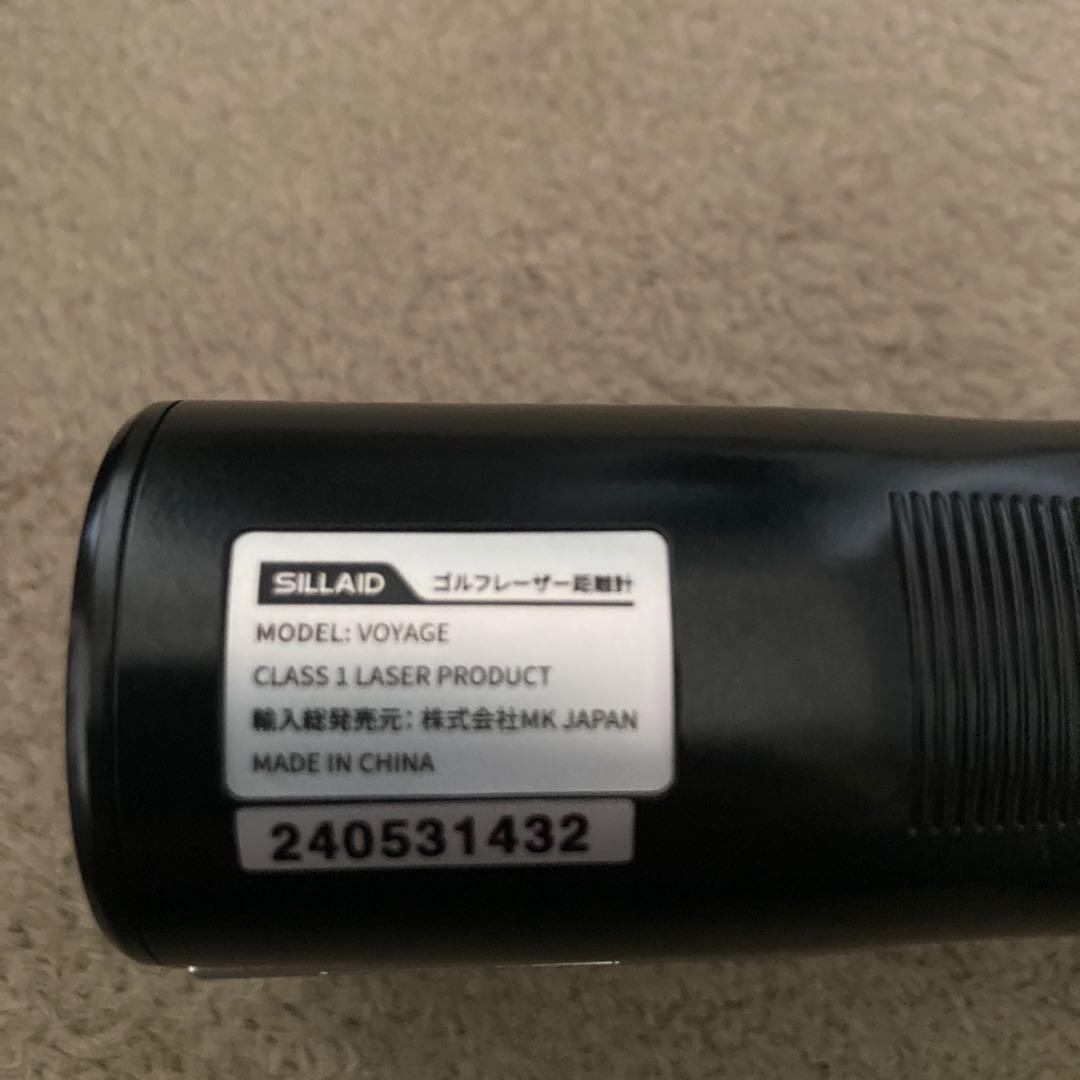 SILLAID ゴルフレーザー距離計
MODEL: VOYAGE
CLASS 1 LASER PRODUCT
輸入総発売元：株式会社MK JAPAN
MADE IN CHINA
240531432